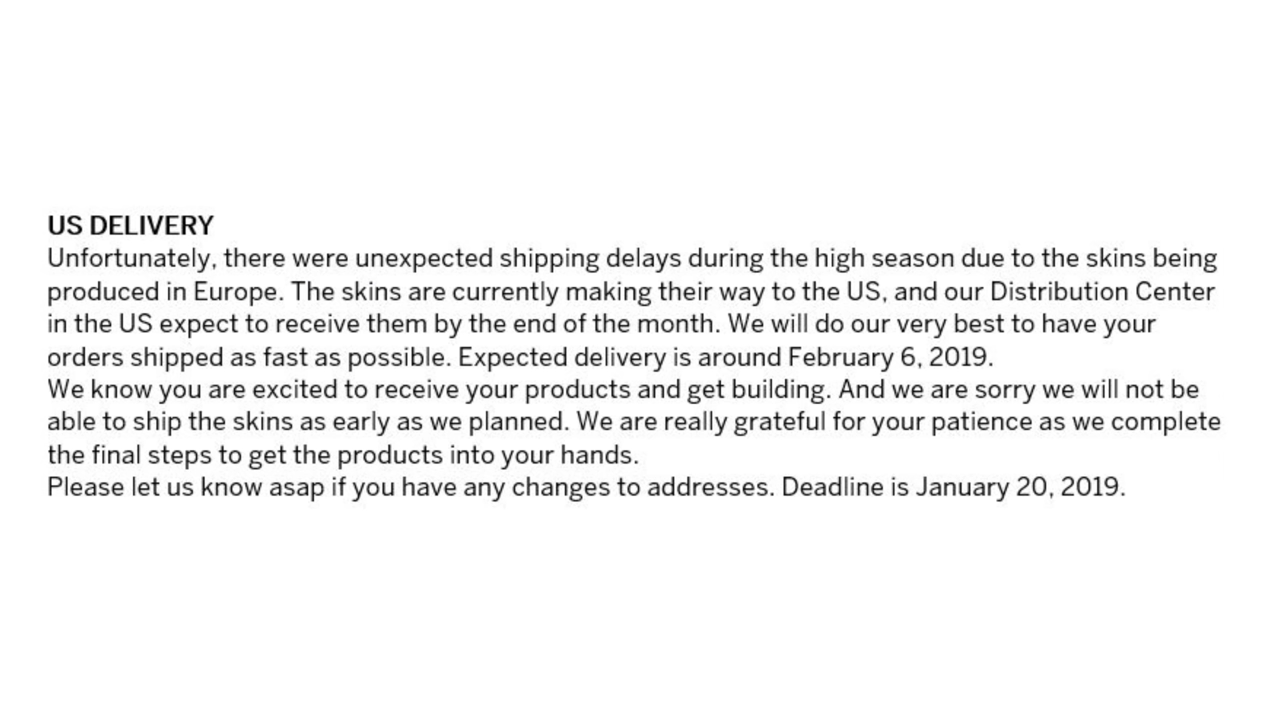 US DELIVERY
Unfortunately, there were unexpected shipping delays during the high season due to the skins being
produced in Europe. The skins are currently making their way to the US, and our Distribution Center
in the US expect to receive them by the end of the month. We will do our very best to have your
orders shipped as fast as possible. Expected delivery is around February 6, 2019.
We know you are excited to receive your products and get building. And we are sorry we will not be
able to ship the skins as early as we planned. We are really grateful for your patience as we complete
the final steps to get the products into your hands.
Please let us know asap if you have any changes to addresses. Deadline is January 20, 2019.